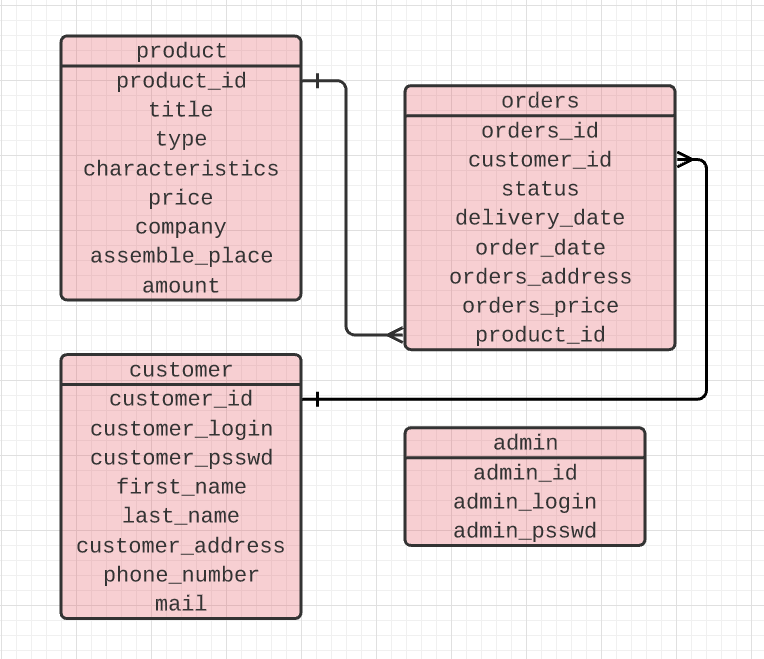 product
product_id
title
type
characteristics
price
company
assemble_place
amount
orders
orders_id
customer_id
status
delivery_date
order_date
orders_address
orders_price
product_id
customer
customer_id
customer_login
customer_psswd
first_name
last_name
customer_address
phone_number
mail
admin
admin_id
admin_login
admin_psswd